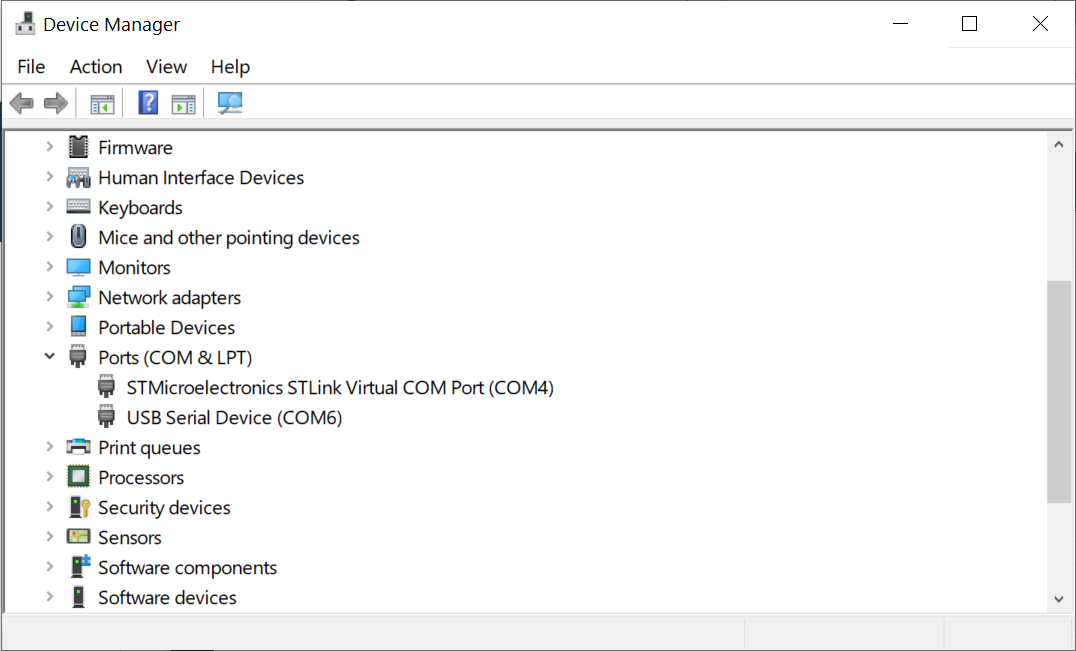 Device Manager
File Action View Help
Firmware
Human Interface Devices
Keyboards
Mice and other pointing devices
Monitors
Network adapters
Portable Devices
Ports (COM & LPT)
STMicroelectronics STLink Virtual COM Port (COM4)
USB Serial Device (COM6)
Print queues
Processors
Security devices
Sensors
Software components
Software devices